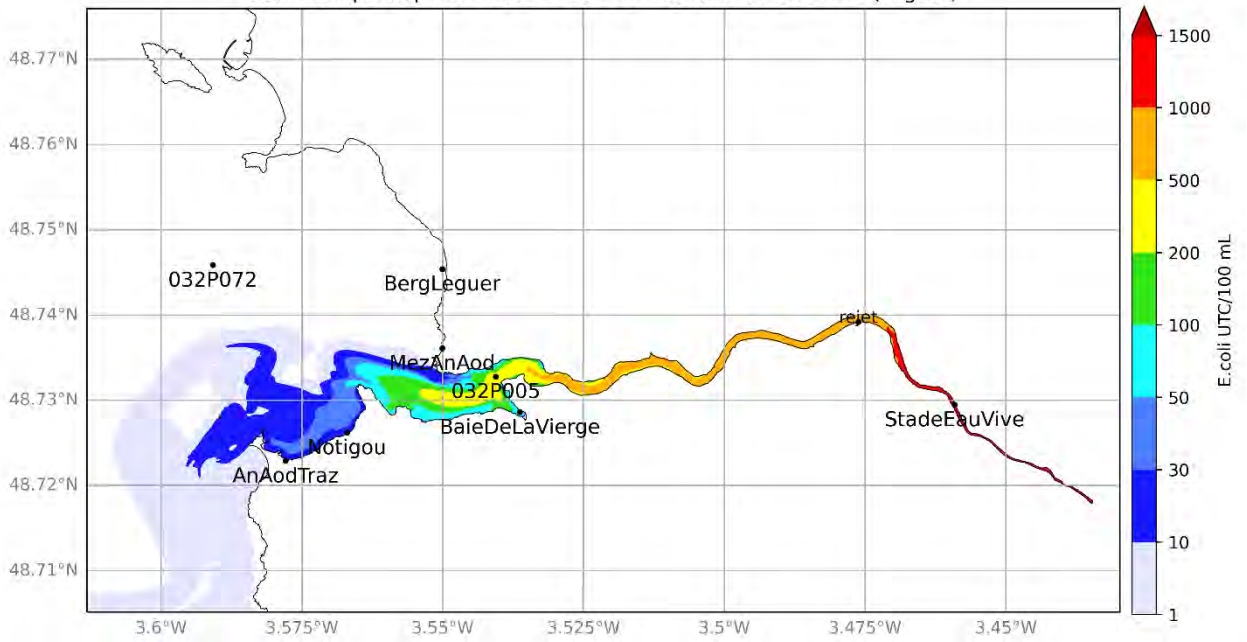 48.77°N
48.76°N
48.75°N
48.74°N
48.73°N
48.72°N
48.71°N
3.6°W
3.575°W
3.55°W
3.525°W
3.5°W
3.475°W
3.45°W
032P072
BergLeguer
rejet
MezAnAod
032P005
StadeEauVive
BaieDeLaVierge
Notigou
AnAodTraz
1500
1000
500
200
100
50
30
10
1
E.coli UTC/100 mL